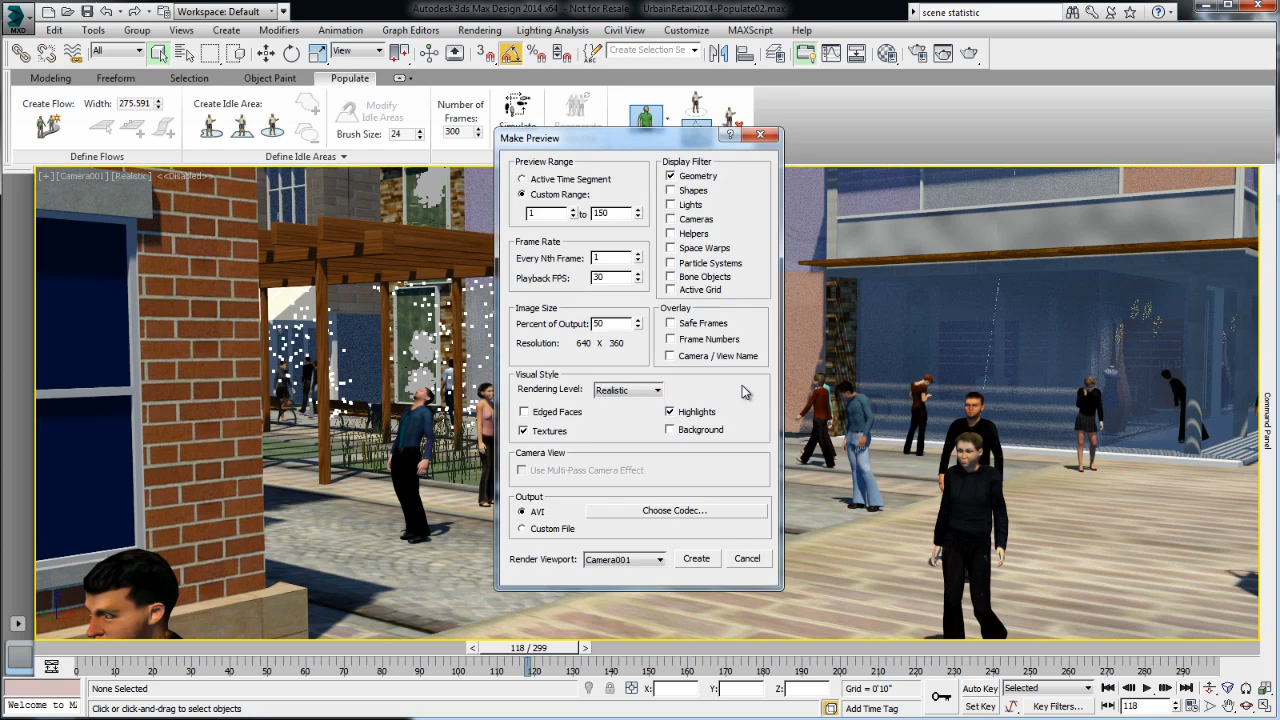 Workspace: Default
Autodesk 3ds Max Design 2014 x64 - Not for Resale UrbainRetail2014-Populate02.max
scene statistic
MXD
Edit Tools Group Create Views Modifiers Animation Graph Editors Rendering Lighting Analysis Civil View Customize MAXScript Help
All View 3 Create Selection Se
Modeling Freeform Selection Object Paint Populate
Create Flow: Width: 275.591 Create Idle Area: Modify Idle Areas Number of Frames:
Brush Size: 24 300 Simulate
Define Flows Define Idle Areas
[+] [Camera001] [Realistic] <<Disabled>>
Make Preview
Preview Range
Active Time Segment
Custom Range:
1 to 150
Frame Rate
Every Nth Frame: 1
Playback FPS: 30
Image Size
Percent of Output: 50
Resolution: 640 X 360
Display Filter
Geometry
Shapes
Lights
Cameras
Helpers
Space Warps
Particle Systems
Bone Objects
Active Grid
Overlay
Safe Frames
Frame Numbers
Camera / View Name
Visual Style
Rendering Level: Realistic
Edged Faces Highlights
Textures Background
Camera View
Use Multi-Pass Camera Effect
Output
AVI Choose Codec...
Custom File
Render Viewport: Camera001 Create Cancel
Command Panel
< 118 / 299 >
0 10 20 30 40 50 60 70 80 90 100 110 120 130 140 150 160 170 180 190 200 210 220 230 240 250 260 270 280 290
None Selected X: Y: Z: Grid = 0'10" Auto Key Selected
Welcome to M Click or click-and-drag to select objects Add Time Tag Set Key Key Filters... 118